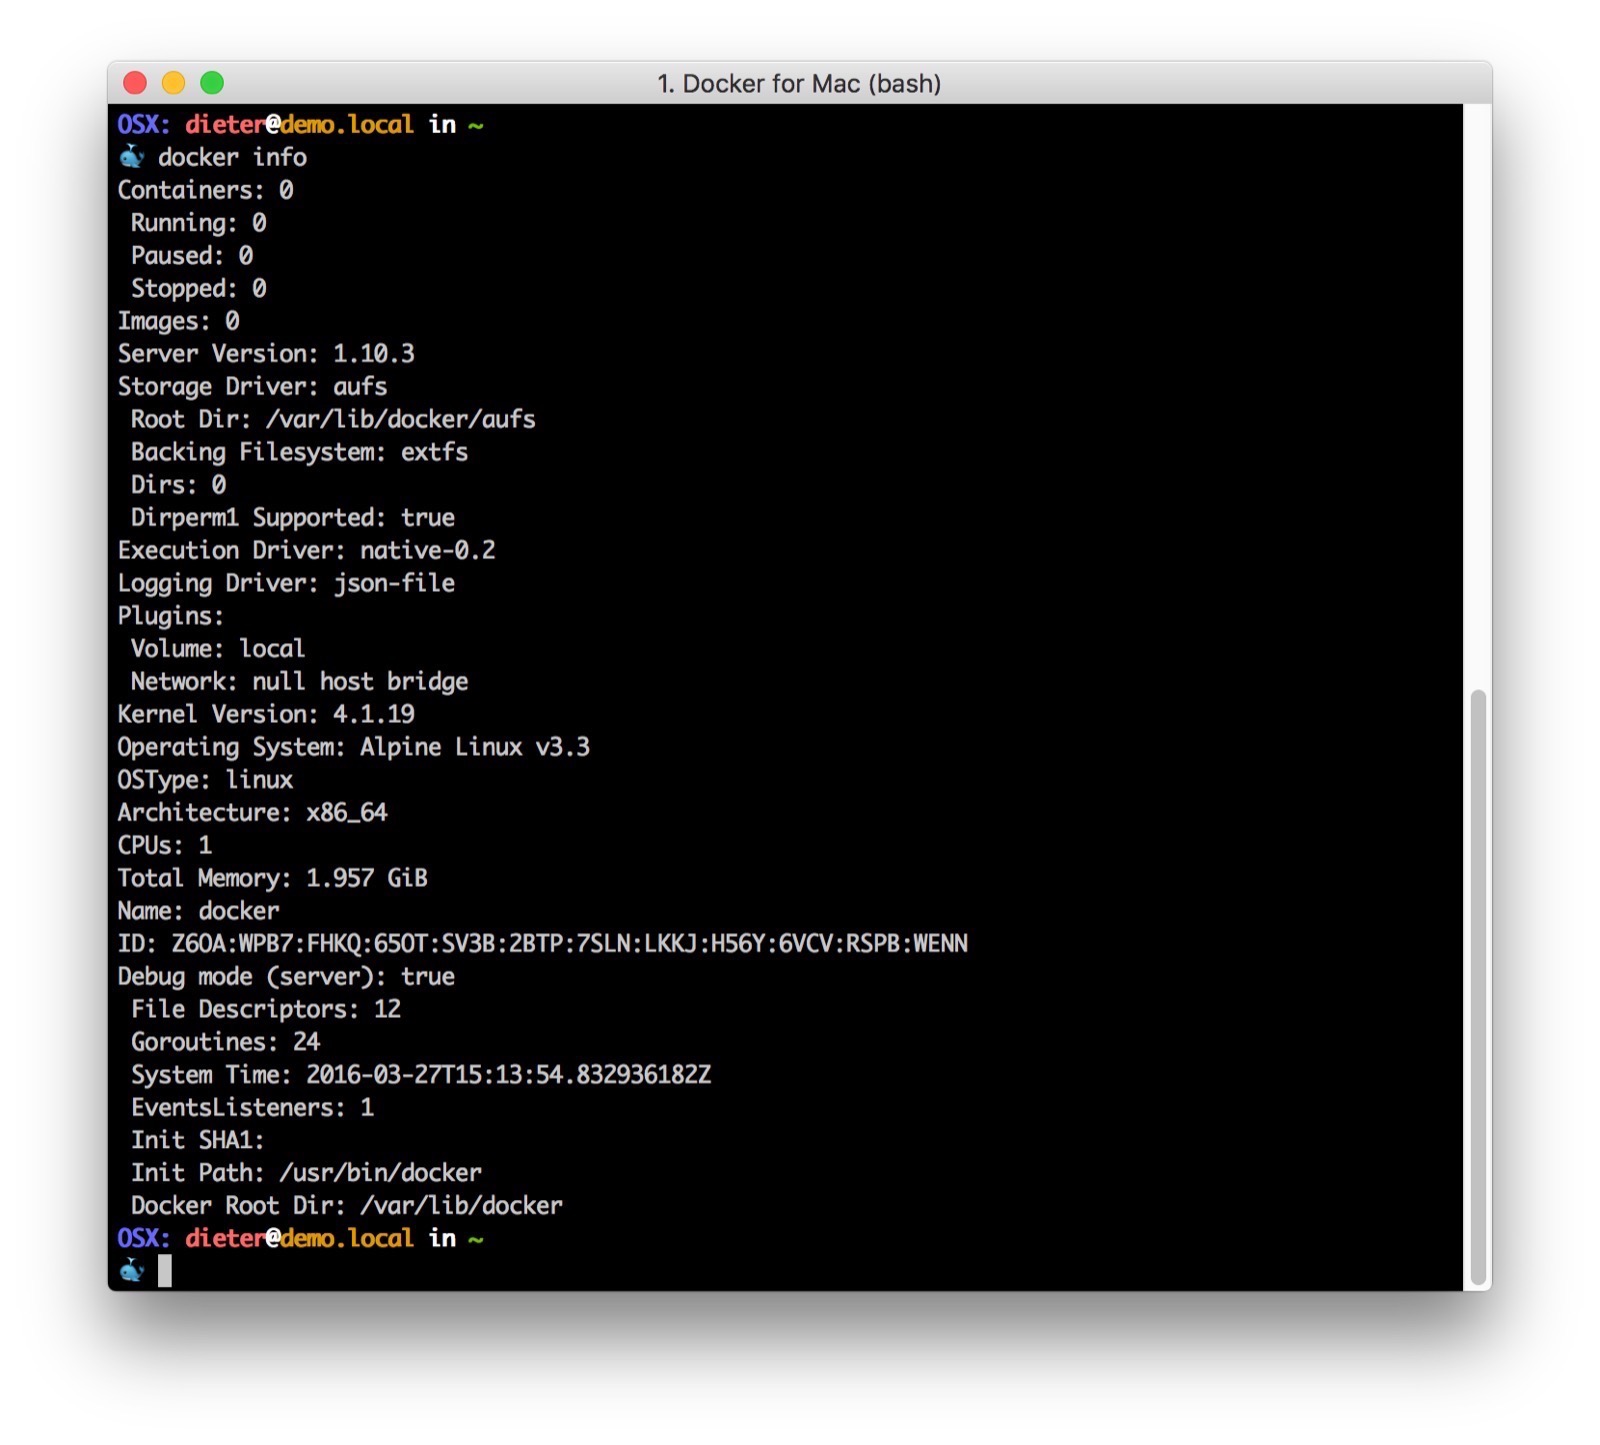 1. Docker for Mac (bash)
OSX: dieter@demo.local in ~
🐳 docker info
Containers: 0
 Running: 0
 Paused: 0
 Stopped: 0
Images: 0
Server Version: 1.10.3
Storage Driver: aufs
 Root Dir: /var/lib/docker/aufs
 Backing Filesystem: extfs
 Dirs: 0
 Dirperm1 Supported: true
Execution Driver: native-0.2
Logging Driver: json-file
Plugins:
 Volume: local
 Network: null host bridge
Kernel Version: 4.1.19
Operating System: Alpine Linux v3.3
OSType: linux
Architecture: x86_64
CPUs: 1
Total Memory: 1.957 GiB
Name: docker
ID: Z6OA:WPB7:FHKQ:65OT:SV3B:2BTP:7SLN:LKKJ:H56Y:6VCV:RSPB:WENN
Debug mode (server): true
 File Descriptors: 12
 Goroutines: 24
 System Time: 2016-03-27T15:13:54.832936182Z
 EventsListeners: 1
 Init SHA1:
 Init Path: /usr/bin/docker
 Docker Root Dir: /var/lib/docker
OSX: dieter@demo.local in ~
🐳